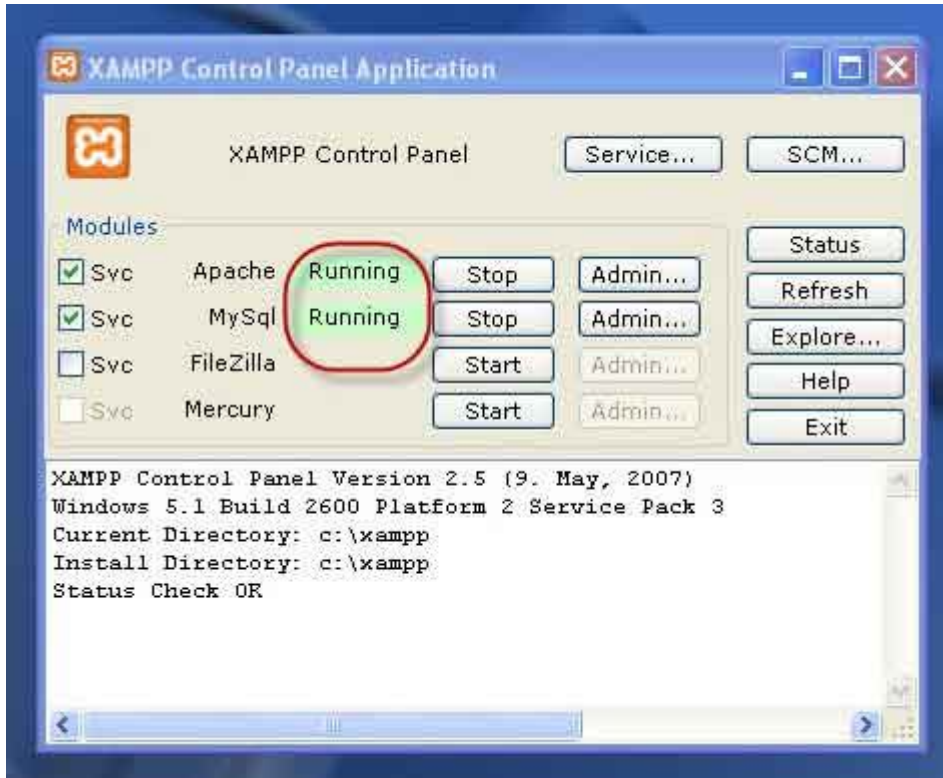 XAMPP Control Panel Application
XAMPP Control Panel Service... SCM...
Modules
Svc Apache Running Stop Admin...
Svc MySql Running Stop Admin...
Svc FileZilla Start Admin...
Svc Mercury Start Admin...
Status
Refresh
Explore...
Help
Exit
XAMPP Control Panel Version 2.5 (9. May, 2007)
Windows 5.1 Build 2600 Platform 2 Service Pack 3
Current Directory: c:\xampp
Install Directory: c:\xampp
Status Check OK